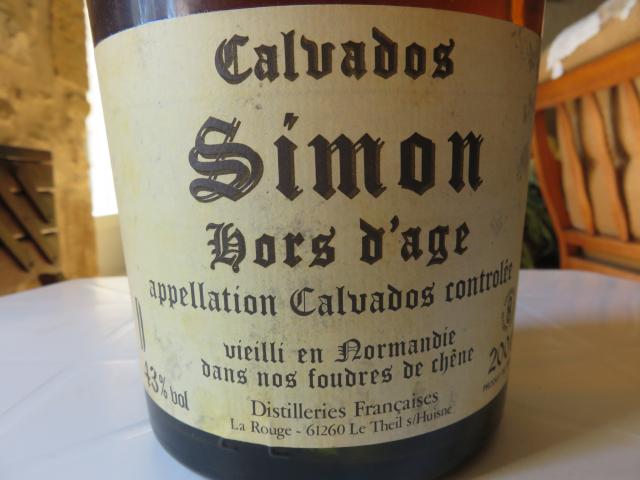 Calvados
Simon
Hors d'age
appellation Calvados controlée
vieilli en Normandie
dans nos foudres de chêne
43% vol
Distilleries Françaises
La Rouge - 61260 Le Theil s/Huisne